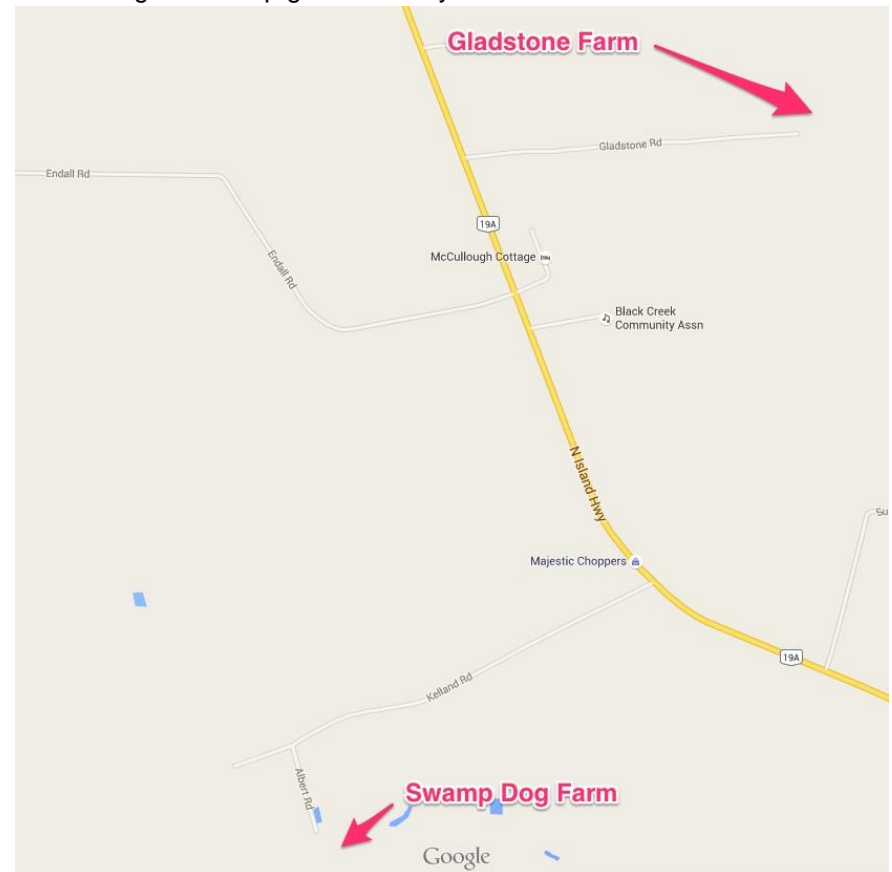 Gladstone Farm
Gladstone Rd
Endall Rd
19A
McCullough Cottage
Endall Rd
Black Creek
Community Assn
N Island Hwy
Su
Majestic Choppers
19A
Kelland Rd
Albert Rd
Swamp Dog Farm
Google